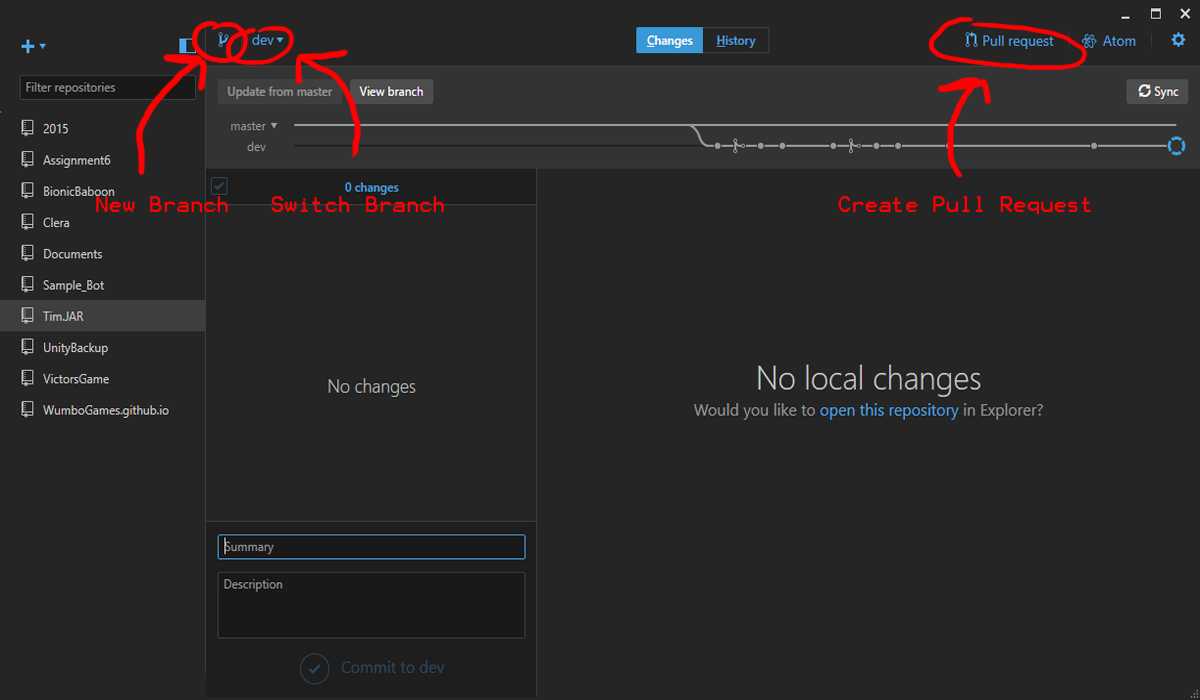 dev
Changes
History
Pull request
Atom
Filter repositories
Update from master
View branch
Sync
master
dev
2015
Assignment6
BionicBaboon
Clera
Documents
Sample_Bot
Tim.JAR
UnityBackup
VictorsGame
WumboGames.github.io
0 changes
New Branch
Switch Branch
Create Pull Request
No changes
No local changes
Would you like to open this repository in Explorer?
Summary
Description
Commit to dev